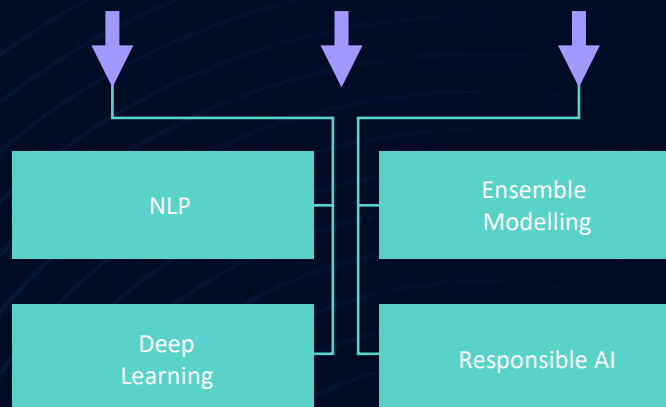 NLP
Ensemble
Modelling
Deep
Learning
Responsible AI